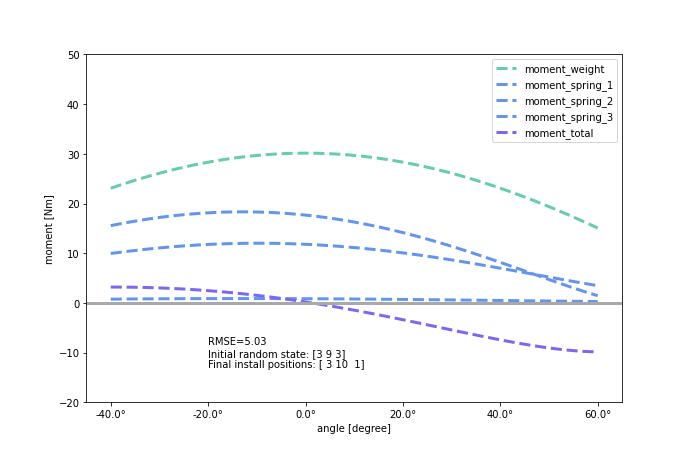 50
40
30
20
10
0
−10
−20
moment [Nm]
moment_weight
moment_spring_1
moment_spring_2
moment_spring_3
moment_total
RMSE=5.03
Initial random state: [3 9 3]
Final install positions: [ 3 10  1]
-40.0° -20.0° 0.0° 20.0° 40.0° 60.0°
angle [degree]